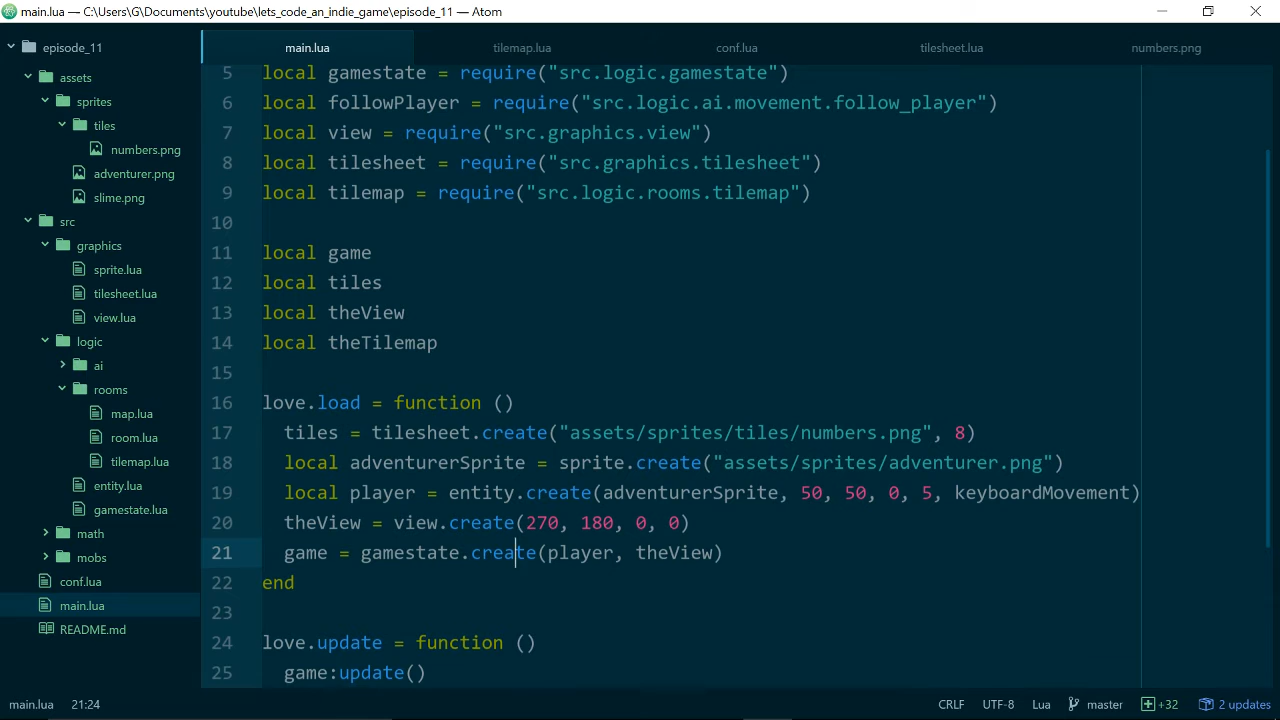 main.lua — C:\Users\G\Documents\youtube\lets_code_an_indie_game\episode_11 — Atom
episode_11
assets
sprites
tiles
numbers.png
adventurer.png
slime.png
src
graphics
sprite.lua
tilesheet.lua
view.lua
logic
ai
rooms
map.lua
room.lua
tilemap.lua
entity.lua
gamestate.lua
math
mobs
conf.lua
main.lua
README.md
main.lua tilemap.lua conf.lua tilesheet.lua numbers.png
5 local gamestate = require("src.logic.gamestate")
6 local followPlayer = require("src.logic.ai.movement.follow_player")
7 local view = require("src.graphics.view")
8 local tilesheet = require("src.graphics.tilesheet")
9 local tilemap = require("src.logic.rooms.tilemap")
10
11 local game
12 local tiles
13 local theView
14 local theTilemap
15
16 love.load = function ()
17 tiles = tilesheet.create("assets/sprites/tiles/numbers.png", 8)
18 local adventurerSprite = sprite.create("assets/sprites/adventurer.png")
19 local player = entity.create(adventurerSprite, 50, 50, 0, 5, keyboardMovement)
20 theView = view.create(270, 180, 0, 0)
21 game = gamestate.create(player, theView)
22 end
23
24 love.update = function ()
25 game:update()
main.lua 21:24 CRLF UTF-8 Lua master +32 2 updates